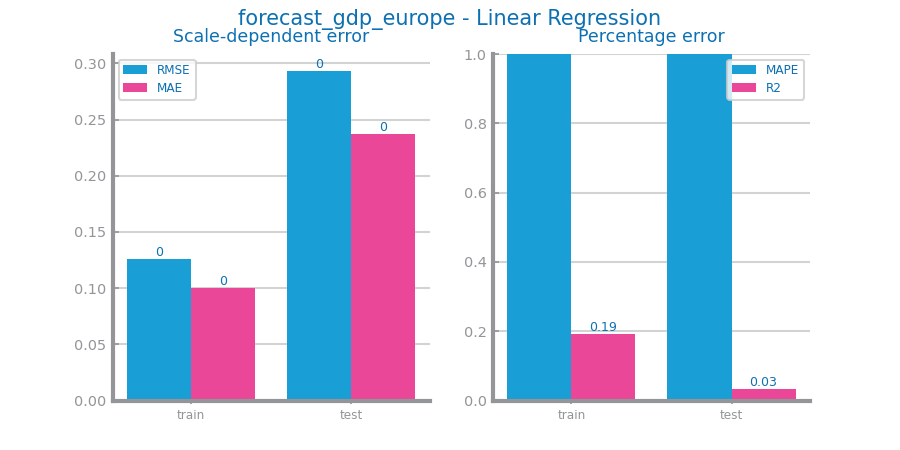 forecast_gdp_europe - Linear Regression
Scale-dependent error
0.30
0.25
0.20
0.15
0.10
0.05
0.00
RMSE
MAE
0
0
0
0
train
test
Percentage error
1.0
0.8
0.6
0.4
0.2
0.0
MAPE
R2
0.19
0.03
train
test